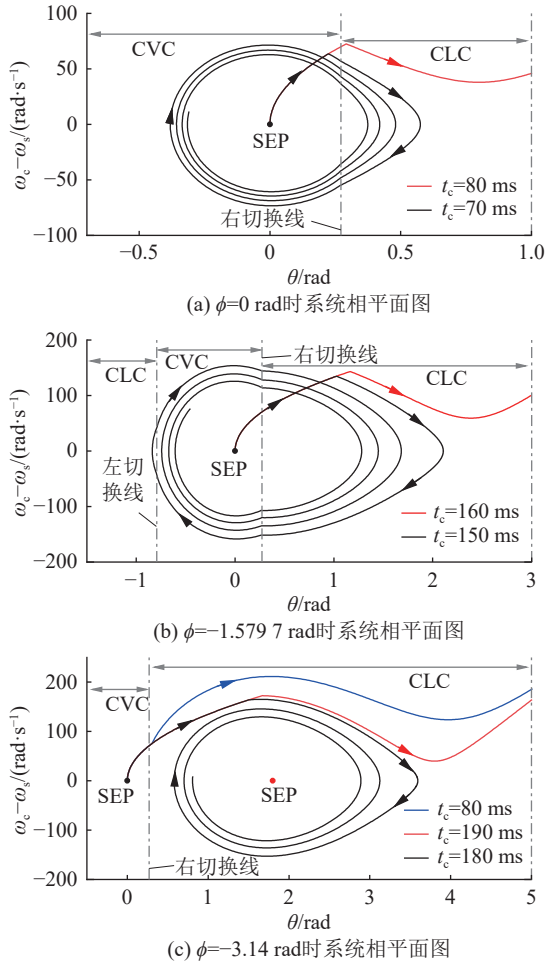 CVC
CLC
100
50
0
−50
−100
ωc−ωs/(rad·s⁻¹)
SEP
tc=80 ms
tc=70 ms
右切换线
−0.5
0
0.5
1.0
θ/rad
(a) ϕ=0 rad时系统相平面图
200
100
0
−100
−200
ωc−ωs/(rad·s⁻¹)
CLC
CVC
右切换线
CLC
左切
换线
SEP
tc=160 ms
tc=150 ms
−1
0
1
2
3
θ/rad
(b) ϕ=−1.579 7 rad时系统相平面图
200
100
0
−100
−200
ωc−ωs/(rad·s⁻¹)
CVC
CLC
SEP
SEP
tc=80 ms
tc=190 ms
tc=180 ms
右切换线
0
1
2
3
4
5
θ/rad
(c) ϕ=−3.14 rad时系统相平面图